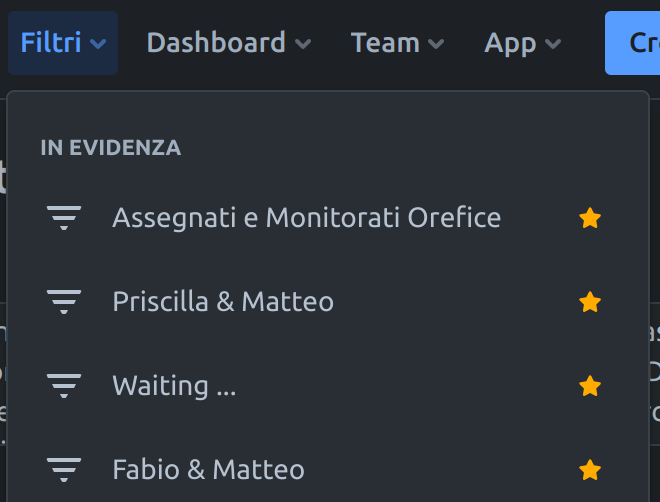 Filtri Dashboard Team App
IN EVIDENZA
Assegnati e Monitorati Orefice
Priscilla & Matteo
Waiting ...
Fabio & Matteo